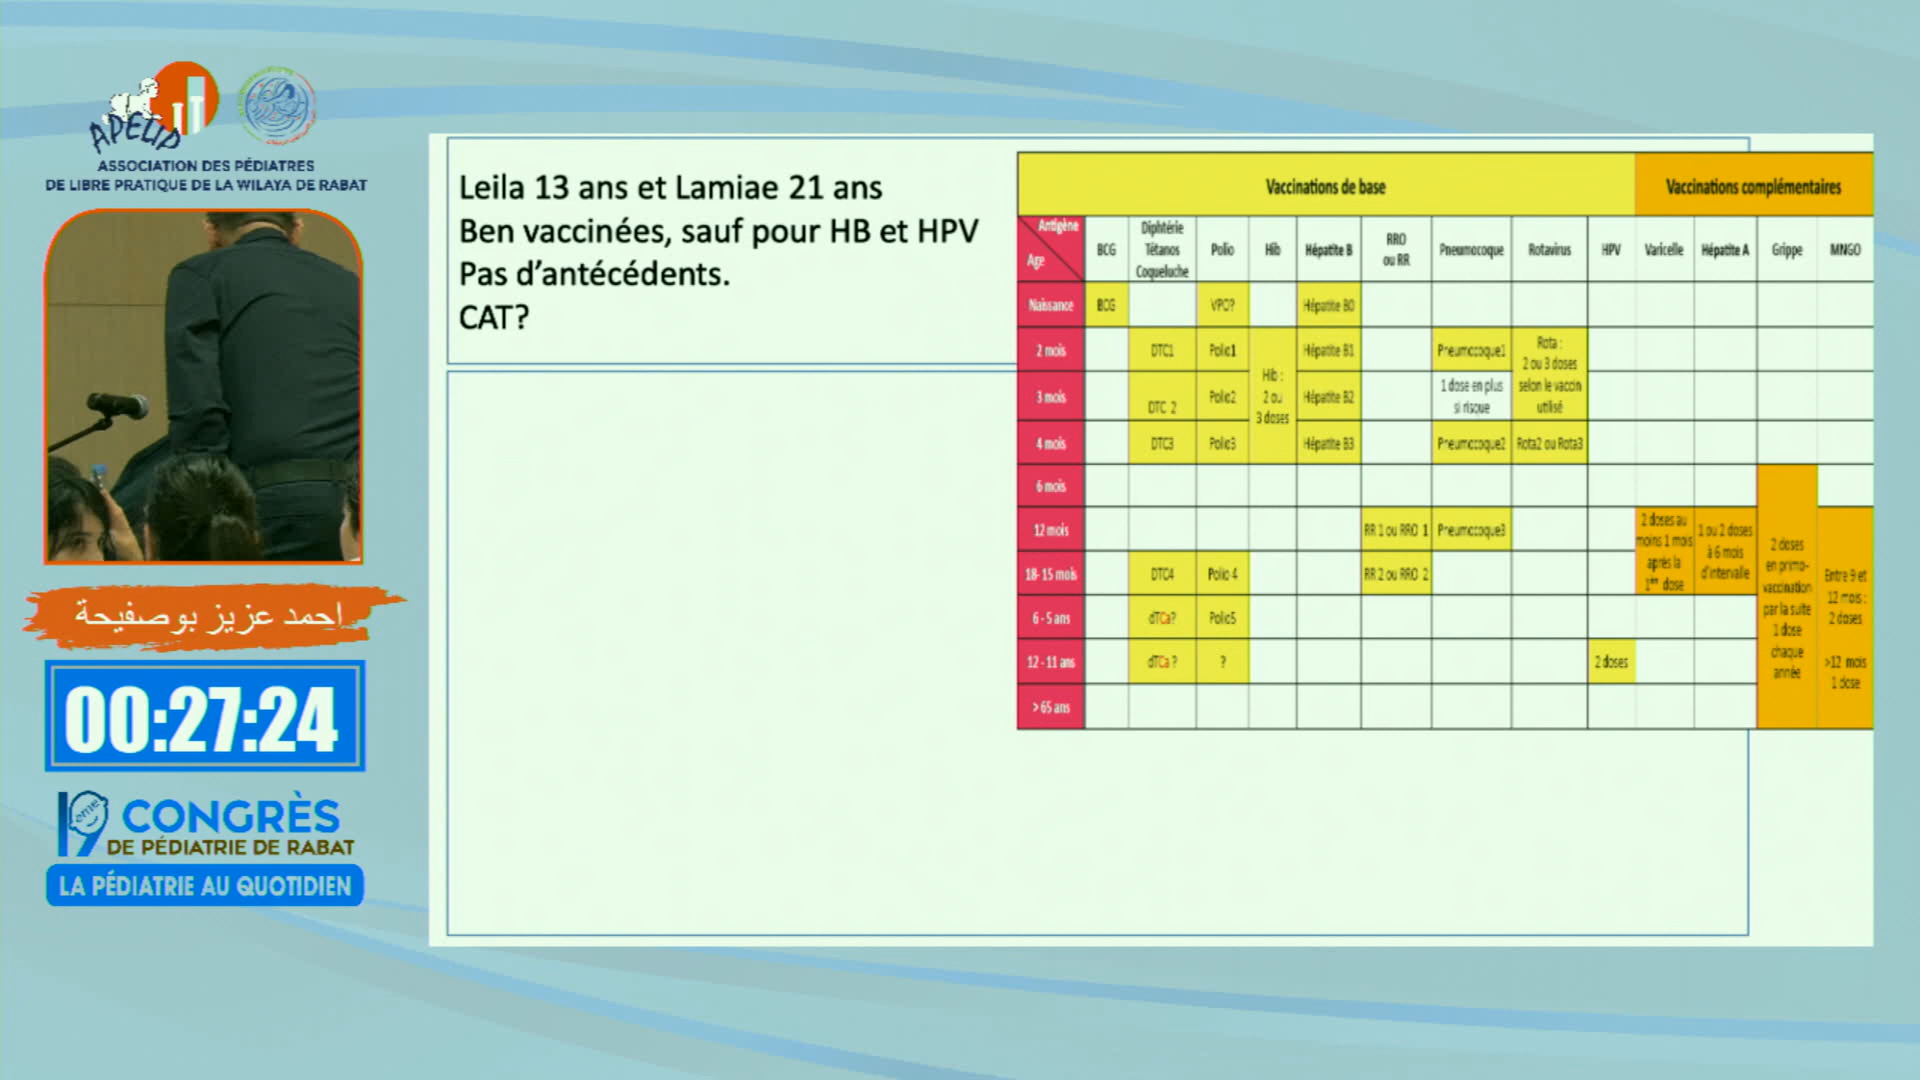 APELIP
ASSOCIATION DES PÉDIATRES
DE LIBRE PRATIQUE DE LA WILAYA DE RABAT
احمد عزيز بوصفيحة
00:27:24
19eme CONGRÈS
DE PÉDIATRIE DE RABAT
LA PÉDIATRIE AU QUOTIDIEN
Leila 13 ans et Lamiae 21 ans
Ben vaccinées, sauf pour HB et HPV
Pas d’antécédents.
CAT?
Vaccinations de base Vaccinations complémentaires
Antigène
Age
BCG Diphtérie Tétanos Coqueluche Polio Hib Hépatite B RRO ou RR Pneumocoque Rotavirus HPV Varicelle Hépatite A Grippe MNGO
Naissance BCG VPO? Hépatite B0
2 mois DTC1 Polio1 Hib : 2 ou 3 doses Hépatite B1 Pneumocoque1 Rota : 2 ou 3 doses selon le vaccin utilisé
3 mois DTC 2 Polio2 Hépatite B2 1 dose en plus si risque
4 mois DTC3 Polio3 Hépatite B3 Pneumocoque2 Rota2 ou Rota3
6 mois
12 mois RR 1 ou RRO 1 Pneumocoque3 2 doses au moins 1 mois après la 1ère dose 1 ou 2 doses à 6 mois d’intervalle 2 doses en primo-vaccination par la suite 1 dose chaque année Entre 9 et 12 mois : 2 doses >12 mois 1 dose
18- 15 mois DTC4 Polio 4 RR 2 ou RRO 2
6 - 5 ans dTCa? Polio5
12 - 11 ans dTCa ? ? 2 doses
> 65 ans